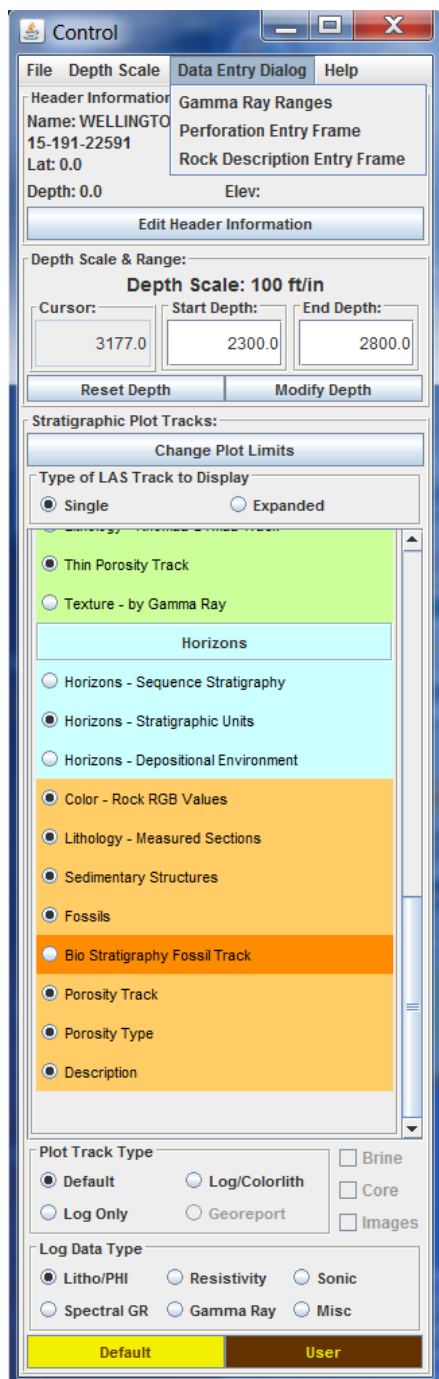 Control
File Depth Scale Data Entry Dialog Help
Gamma Ray Ranges
Perforation Entry Frame
Rock Description Entry Frame
Header Information
Name: WELLINGTO
15-191-22591
Lat: 0.0
Depth: 0.0 Elev:
Edit Header Information
Depth Scale & Range:
Depth Scale: 100 ft/in
Cursor: Start Depth: End Depth:
3177.0 2300.0 2800.0
Reset Depth Modify Depth
Stratigraphic Plot Tracks:
Change Plot Limits
Type of LAS Track to Display
Single Expanded
Thin Porosity Track
Texture - by Gamma Ray
Horizons
Horizons - Sequence Stratigraphy
Horizons - Stratigraphic Units
Horizons - Depositional Environment
Color - Rock RGB Values
Lithology - Measured Sections
Sedimentary Structures
Fossils
Bio Stratigraphy Fossil Track
Porosity Track
Porosity Type
Description
Plot Track Type
Default Log/Colorlith
Log Only Georeport
Brine
Core
Images
Log Data Type
Litho/PHI Resistivity Sonic
Spectral GR Gamma Ray Misc
Default User